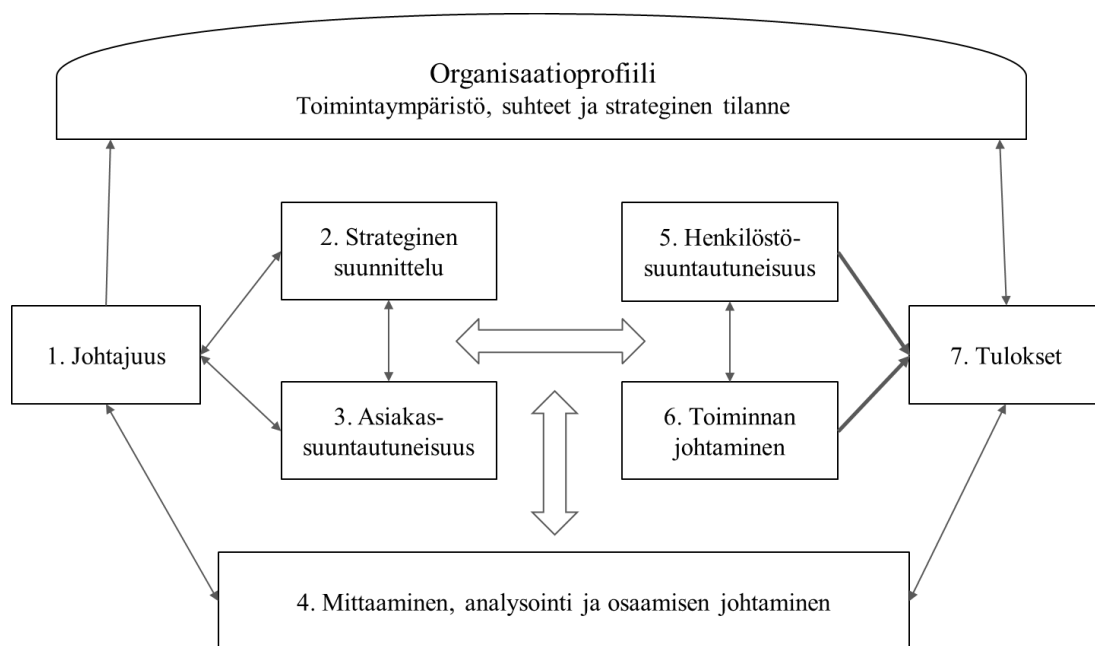 Organisaatioprofiili
Toimintaympäristö, suhteet ja strateginen tilanne
2. Strateginen
suunnittelu
5. Henkilöstö-
suuntautuneisuus
1. Johtajuus
7. Tulokset
3. Asiakas-
suuntautuneisuus
6. Toiminnan
johtaminen
4. Mittaaminen, analysointi ja osaamisen johtaminen